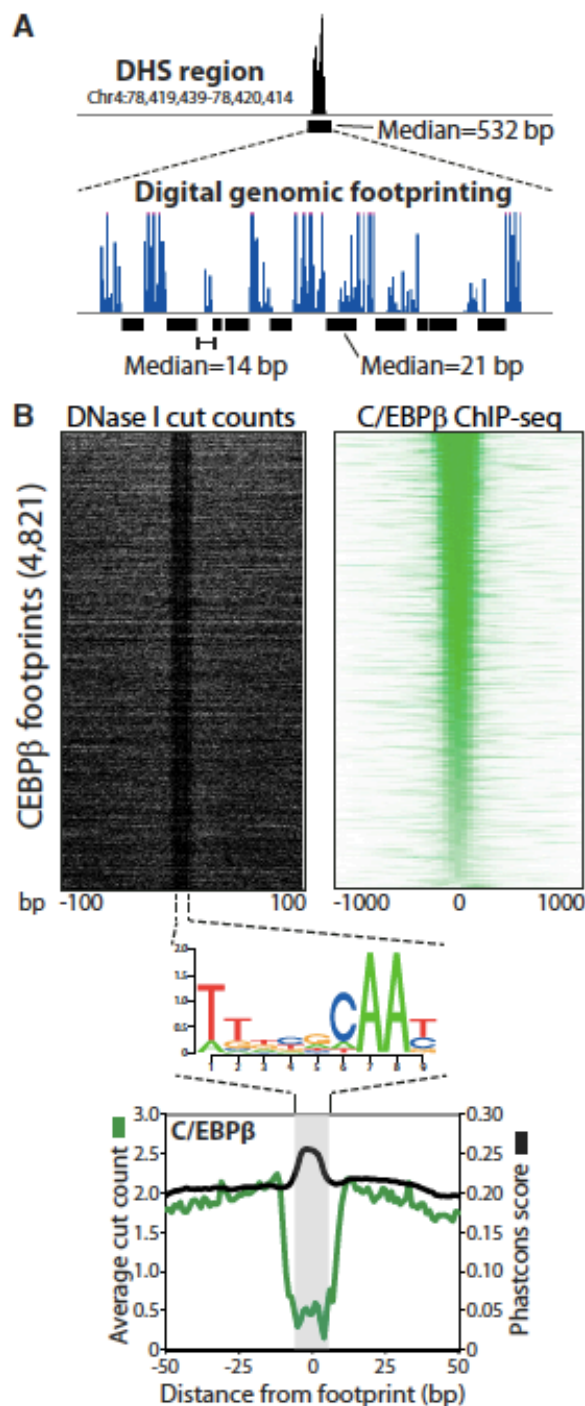 A
DHS region
Chr4:78,419,439-78,420,414
Median=532 bp
Digital genomic footprinting
Median=14 bp
Median=21 bp
B
DNase I cut counts
C/EBPβ ChIP-seq
CEBPβ footprints (4,821)
bp -100 100
-1000 0 1000
2.0
1.5
1.0
0.5
0
TTTCGCAAT
A C
1 2 3 4 5 6 7 8 9
C/EBPβ
Average cut count
3.0
2.5
2.0
1.5
1.0
0.5
0
Phastcons score
0.30
0.25
0.20
0.15
0.10
0.05
0
-50 -25 0 25 50
Distance from footprint (bp)